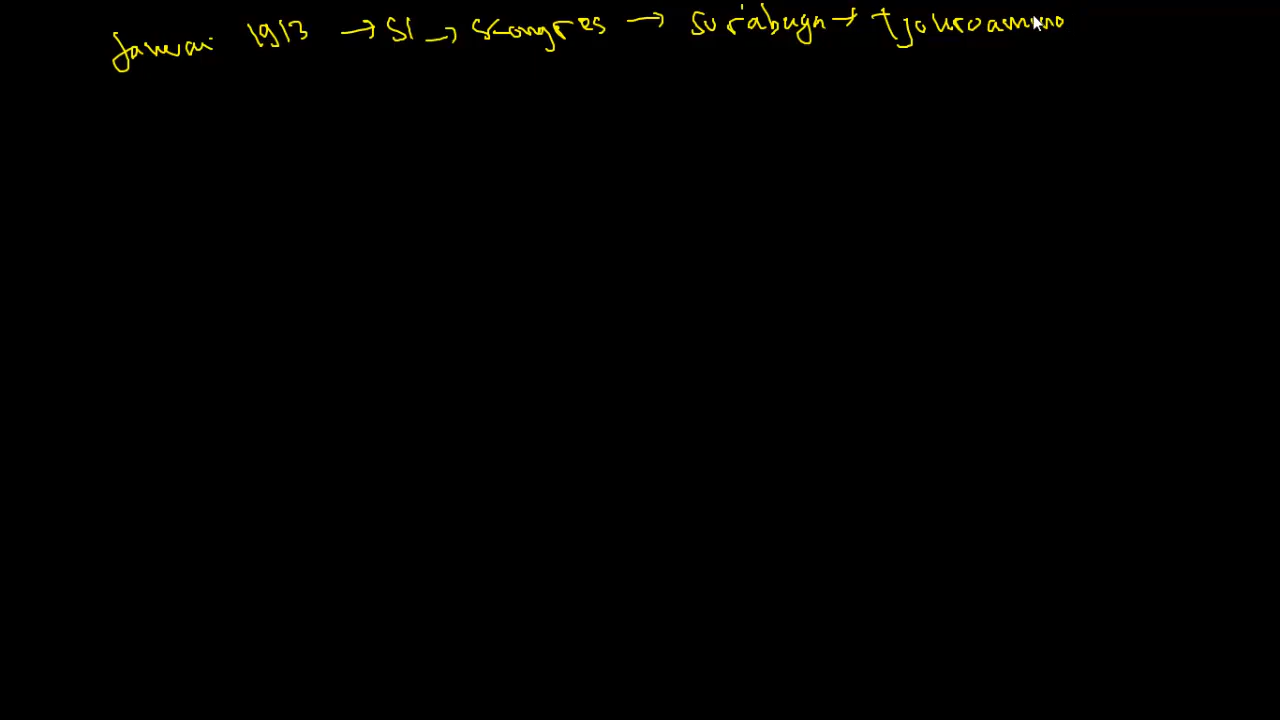 Januari 1913 → SI → Kongres → Surabaya → Tjokroamino